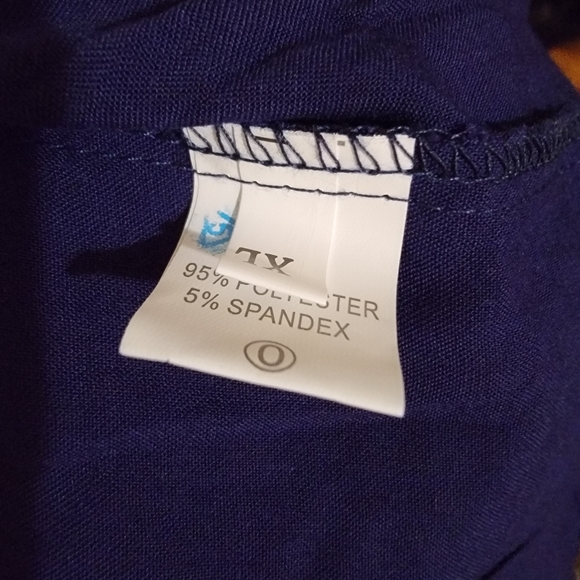 XL
95% POLYESTER
5% SPANDEX
O